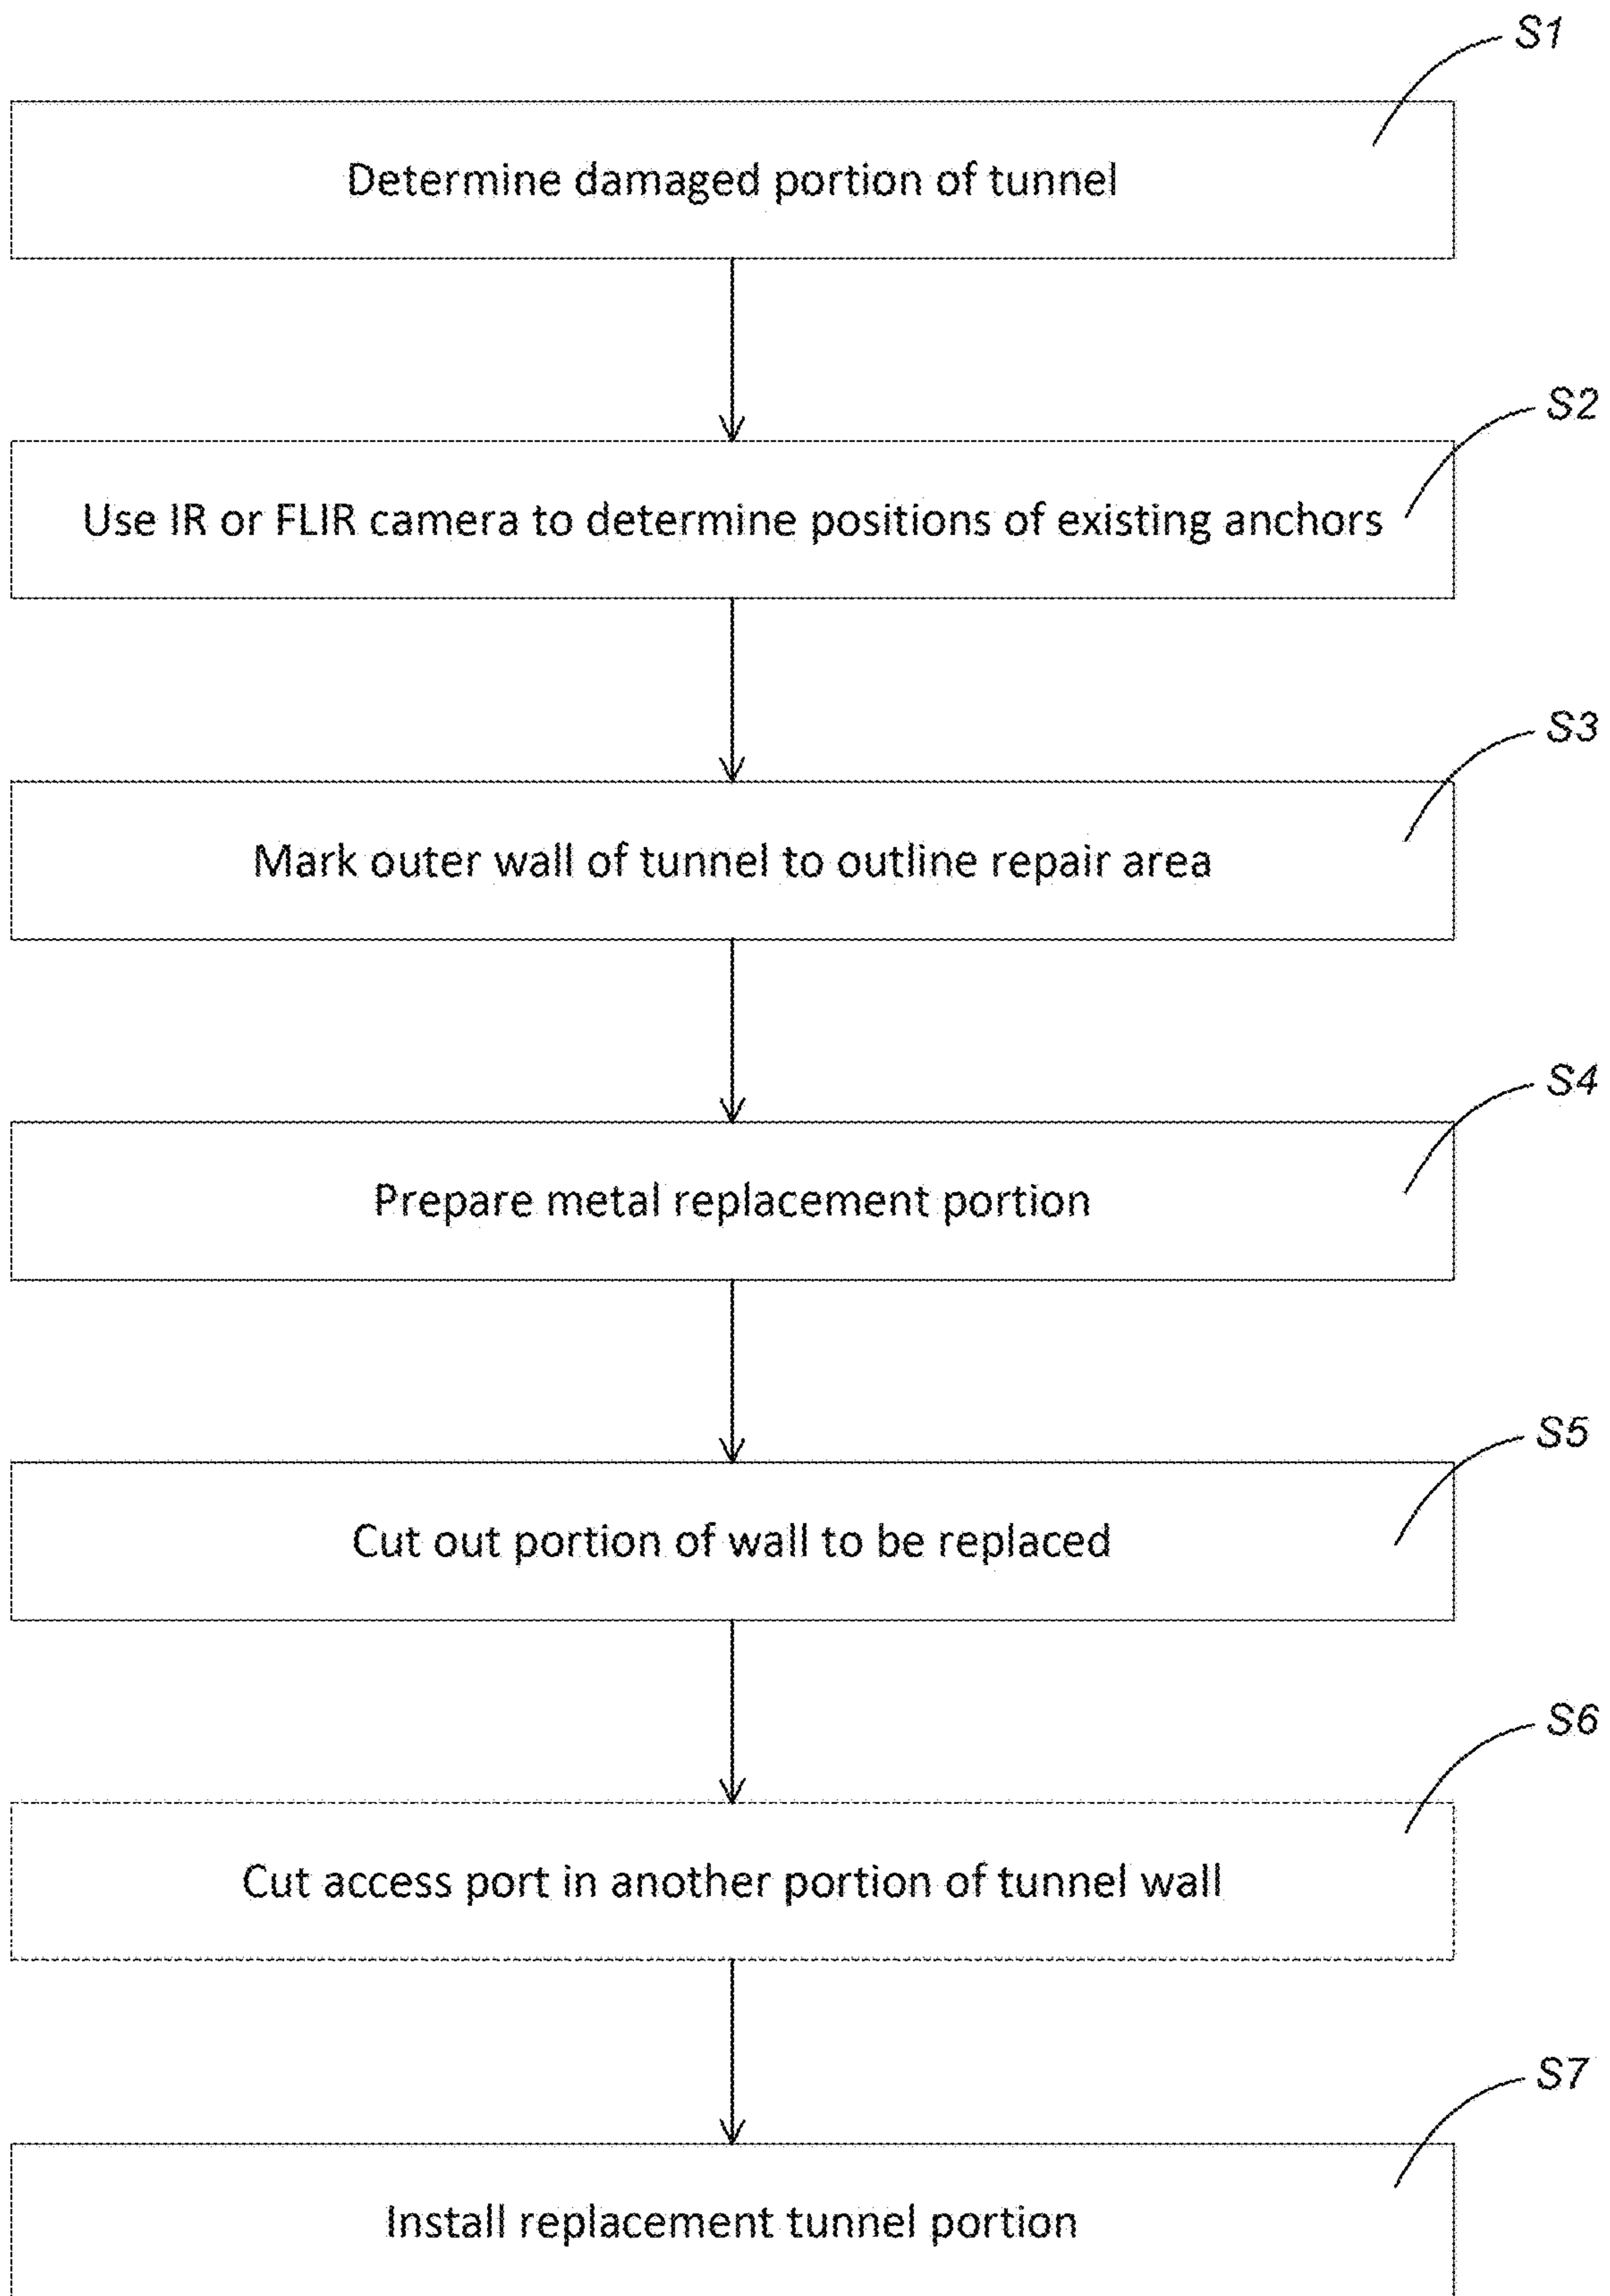 S1
Determine damaged portion of tunnel
S2
Use IR or FLIR camera to determine positions of existing anchors
S3
Mark outer wall of tunnel to outline repair area
S4
Prepare metal replacement portion
S5
Cut out portion of wall to be replaced
S6
Cut access port in another portion of tunnel wall
S7
Install replacement tunnel portion